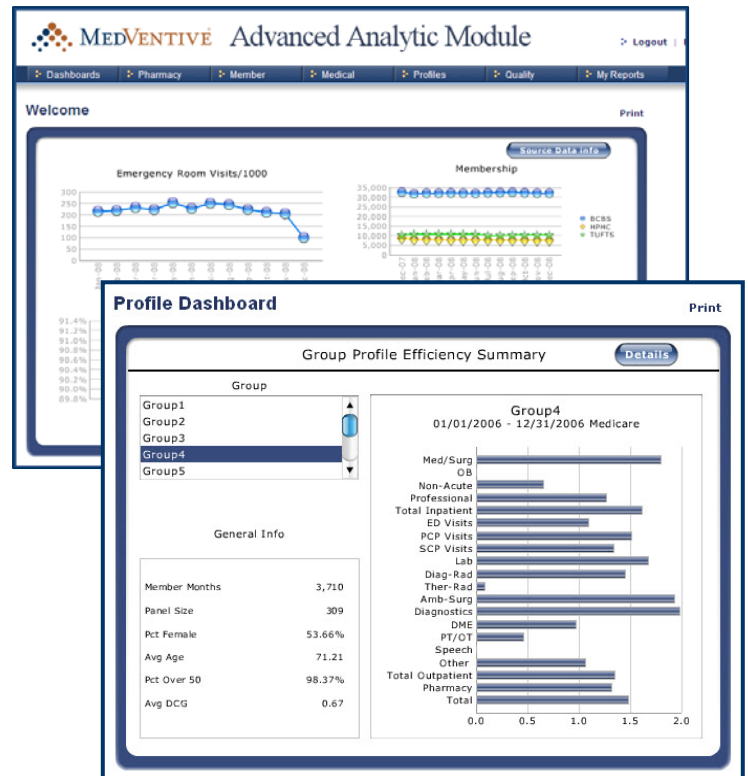 MEDVENTIVE Advanced Analytic Module
Logout
Dashboards Pharmacy Member Medical Profiles Quality My Reports
Welcome
Print
Source Data info
Emergency Room Visits/1000
300
250
200
150
100
50
0
Membership
35,000
30,000
25,000
20,000
15,000
10,000
5,000
0
BCBS
HPHC
TUFTS
91.4%
91.2%
91.0%
90.8%
90.6%
90.4%
90.2%
90.0%
89.8%
Profile Dashboard
Print
Group Profile Efficiency Summary
Details
Group
Group1
Group2
Group3
Group4
Group5
General Info
Member Months 3,710
Panel Size 309
Pct Female 53.66%
Avg Age 71.21
Pct Over 50 98.37%
Avg DCG 0.67
Group4
01/01/2006 - 12/31/2006 Medicare
Med/Surg
OB
Non-Acute
Professional
Total Inpatient
ED Visits
PCP Visits
SCP Visits
Lab
Diag-Rad
Ther-Rad
Amb-Surg
Diagnostics
DME
PT/OT
Speech
Other
Total Outpatient
Pharmacy
Total
0.0 0.5 1.0 1.5 2.0